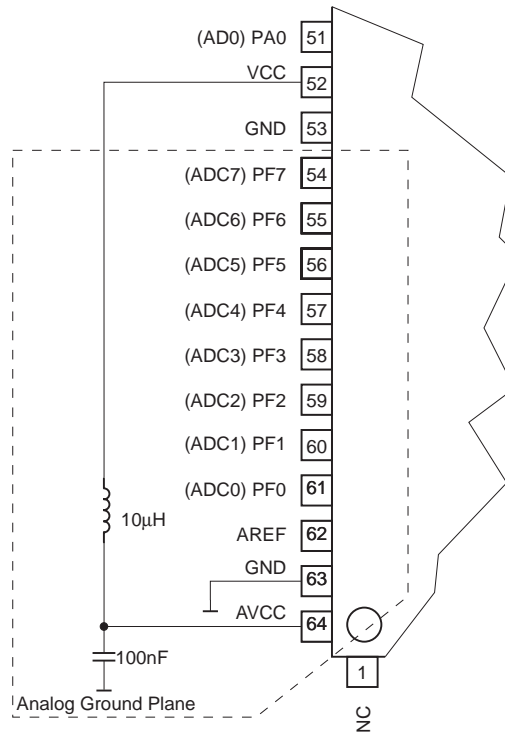 (AD0) PA0 51
VCC 52
GND 53
(ADC7) PF7 54
(ADC6) PF6 55
(ADC5) PF5 56
(ADC4) PF4 57
(ADC3) PF3 58
(ADC2) PF2 59
(ADC1) PF1 60
(ADC0) PF0 61
10μH
AREF 62
GND 63
AVCC 64
100nF
1
Analog Ground Plane
NC